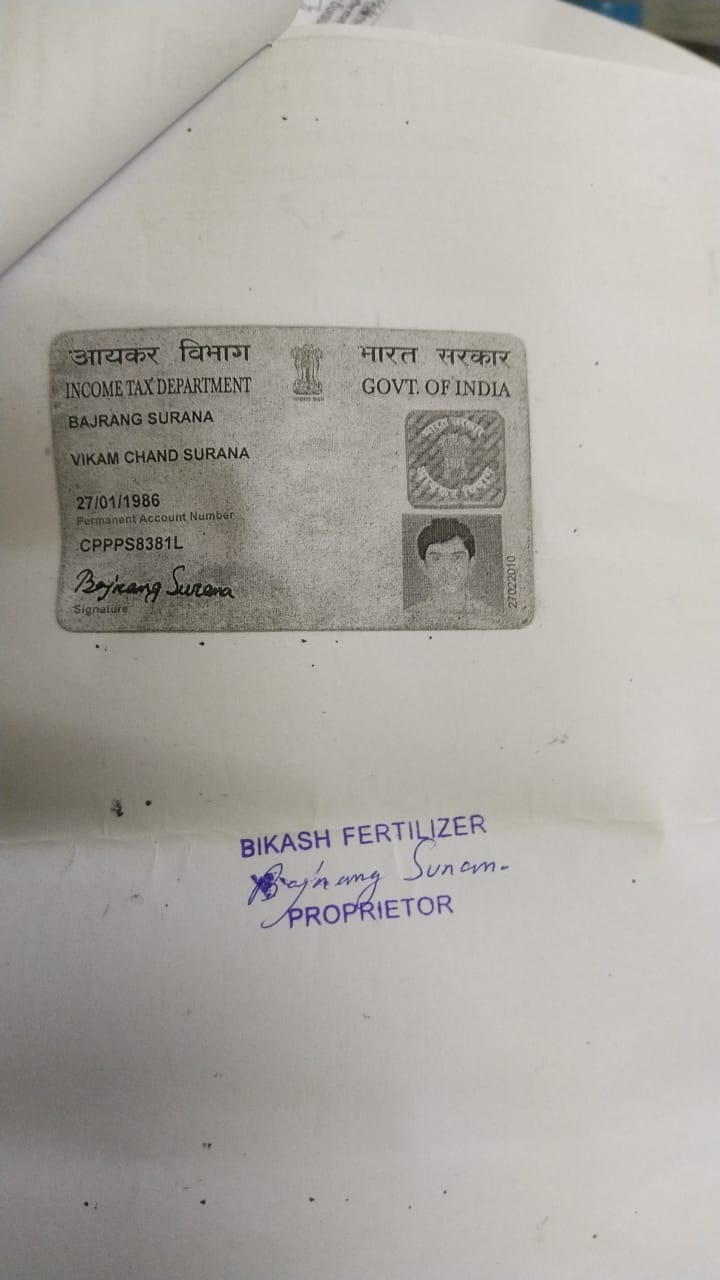 आयकर विभाग
INCOME TAX DEPARTMENT
भारत सरकार
GOVT. OF INDIA
BAJRANG SURANA
VIKAM CHAND SURANA
27/01/1986
Permanent Account Number
CPPPS8381L
Bajrang Surana
Signature
27022010
BIKASH FERTILIZER
Bajrang Surana
PROPRIETOR